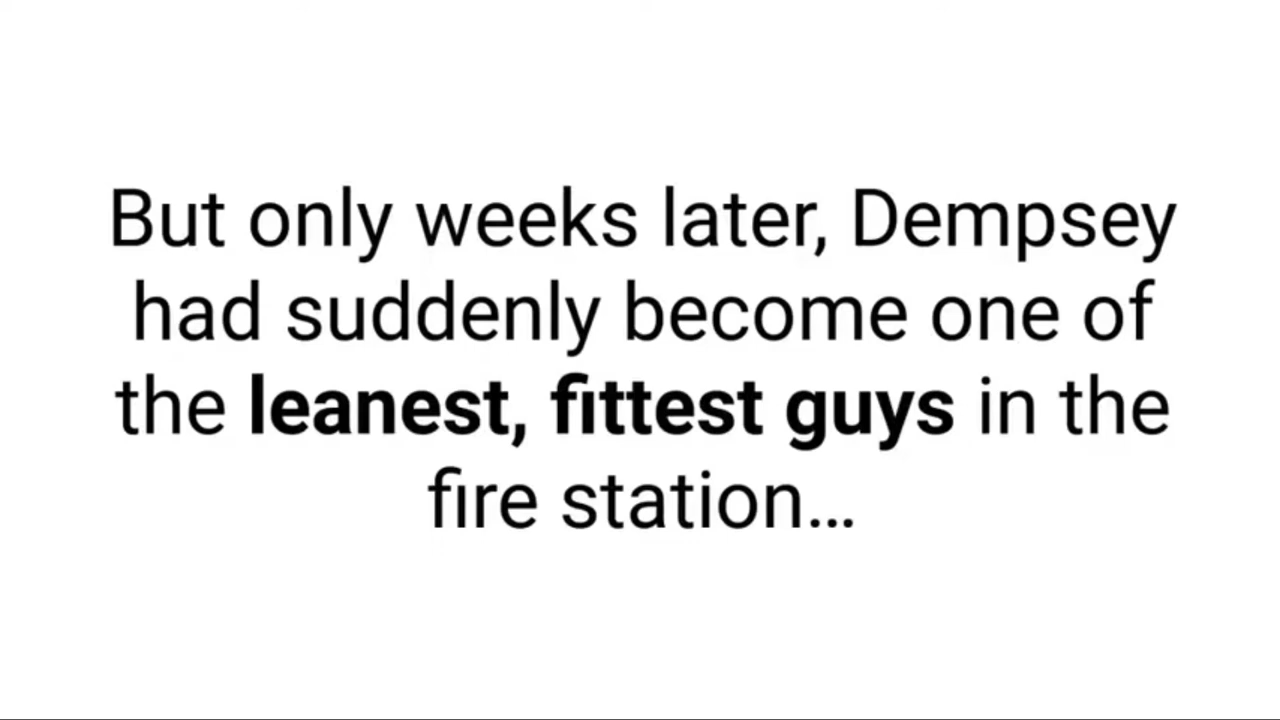 But only weeks later, Dempsey
had suddenly become one of
the leanest, fittest guys in the
fire station…